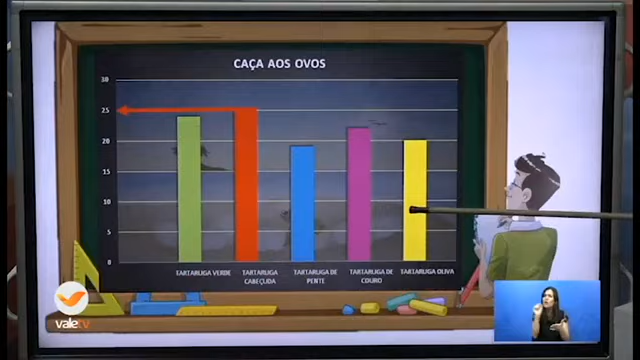 CAÇA AOS OVOS
30
25
20
15
10
5
0
TARTARUGA VERDE
TARTARUGA
CABEÇUDA
TARTARUGA DE
PENTE
TARTARUGA DE
COURO
TARTARUGA OLIVA
valetv